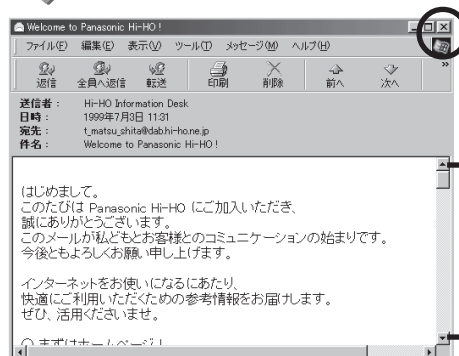 Welcome to Panasonic Hi-HO !
ファイル(F) 編集(E) 表示(V) ツール(T) メッセージ(M) ヘルプ(H)
返信 全員へ返信 転送 印刷 削除 前へ 次へ »
送信者： Hi-HO Information Desk
日時： 1999年7月3日 11:31
宛先： t_matsu_shita@dab.hi-ho.ne.jp
件名： Welcome to Panasonic Hi-HO !
はじめまして。
このたびは Panasonic Hi-HO にご加入いただき、
誠にありがとうございます。
このメールが私どもとお客様とのコミュニケーションの始まりです。
今後ともよろしくお願い申し上げます。
インターネットをお使いになるにあたり、
快適にご利用いただくための参考情報をお届けします。
ぜひ、活用くださいませ。
○ まずはホームページ！